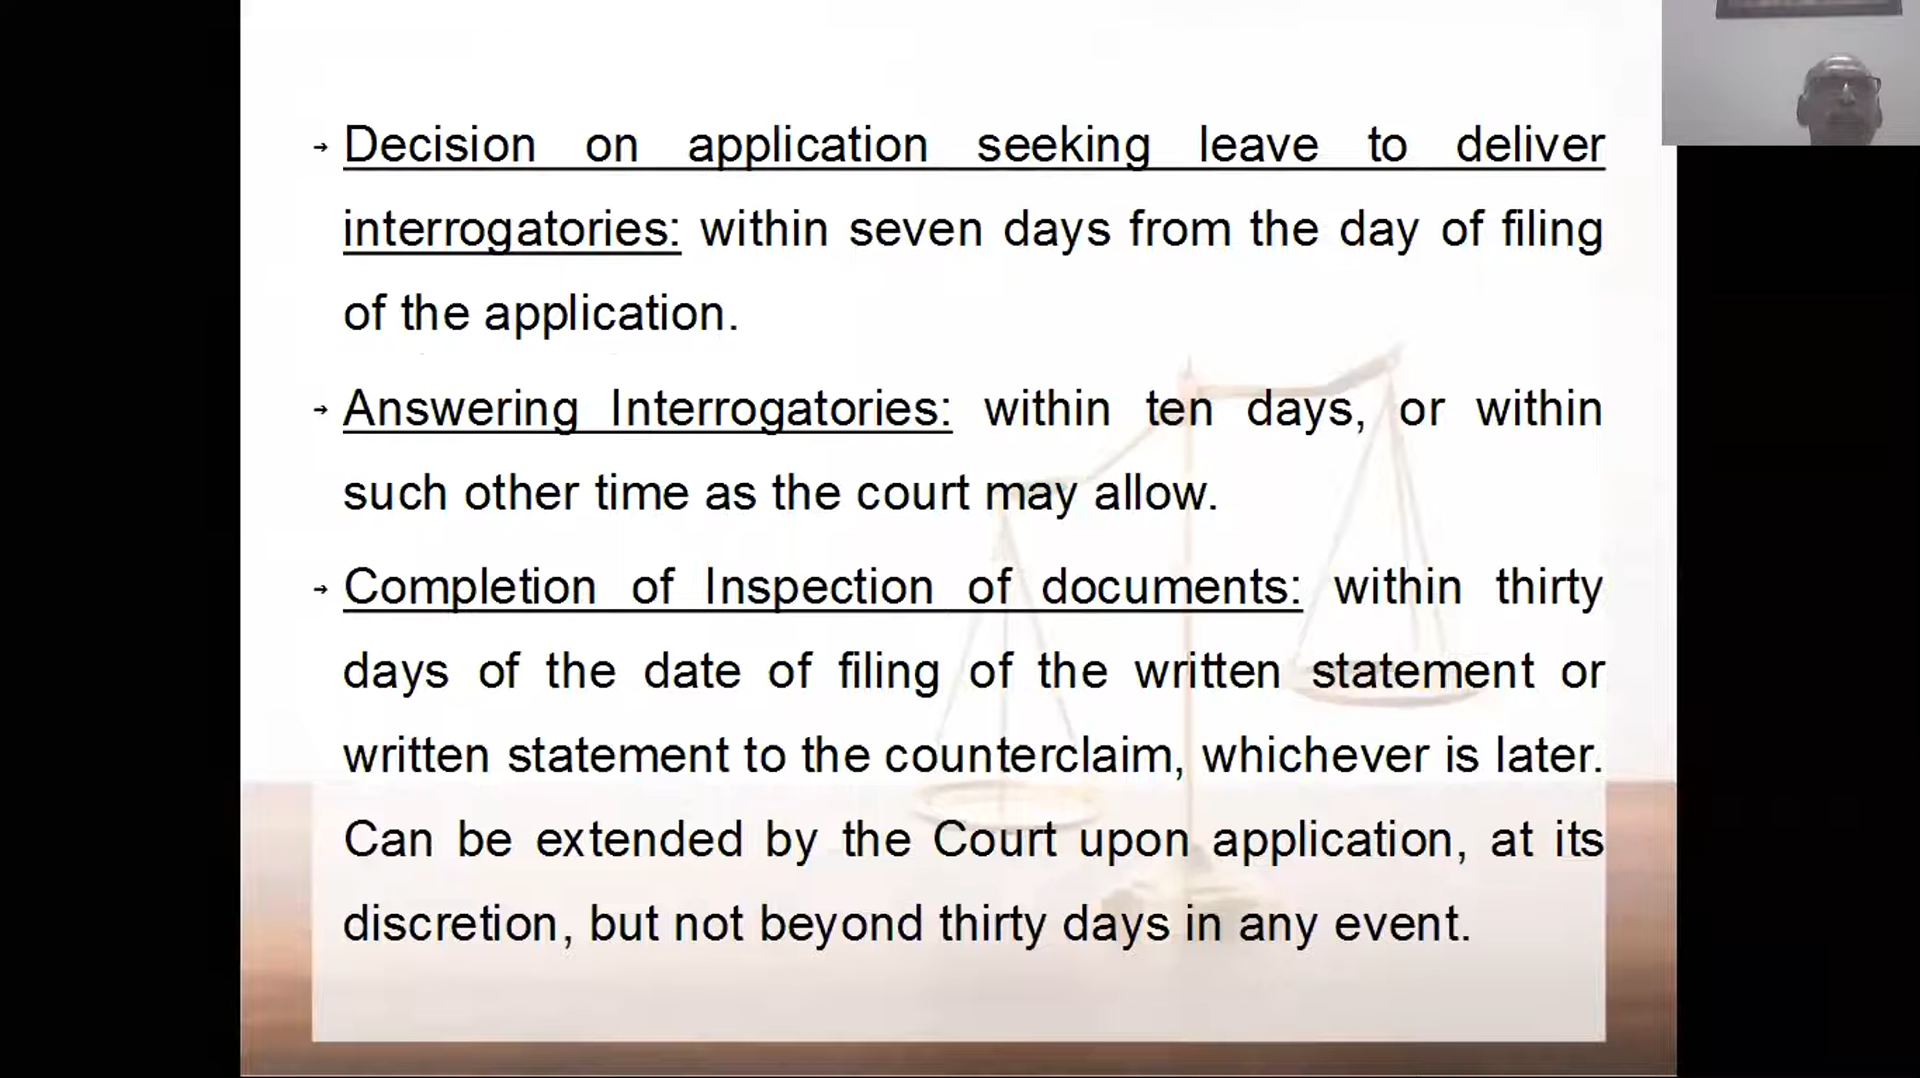 → Decision on application seeking leave to deliver
interrogatories: within seven days from the day of filing
of the application.
→ Answering Interrogatories: within ten days, or within
such other time as the court may allow.
→ Completion of Inspection of documents: within thirty
days of the date of filing of the written statement or
written statement to the counterclaim, whichever is later.
Can be extended by the Court upon application, at its
discretion, but not beyond thirty days in any event.